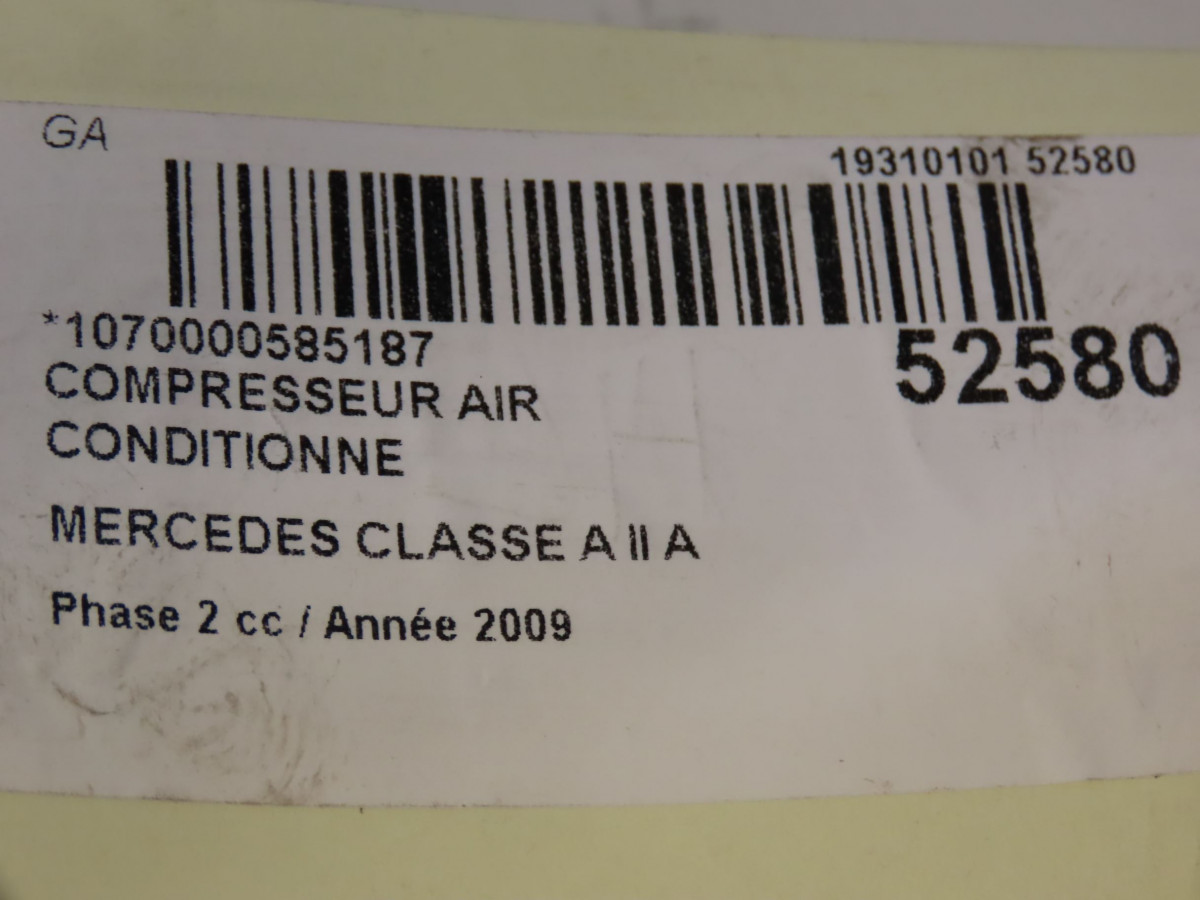 GA
19310101 52580
*1070000585187
52580
COMPRESSEUR AIR
CONDITIONNE
MERCEDES CLASSE A II A
Phase 2 cc / Année 2009